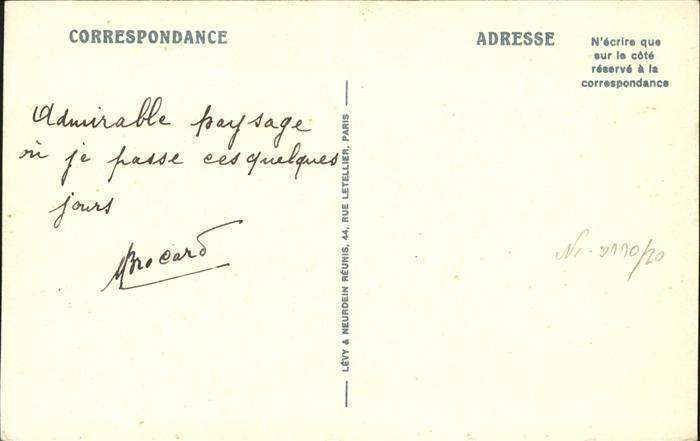 CORRESPONDANCE
ADRESSE
N'écrire que
sur le côté
réservé à la
correspondance
Admirable paysage
où je passe ces quelques
jours
Brocard
LÉVY & NEURDEIN RÉUNIS, 44, RUE LETELLIER, PARIS